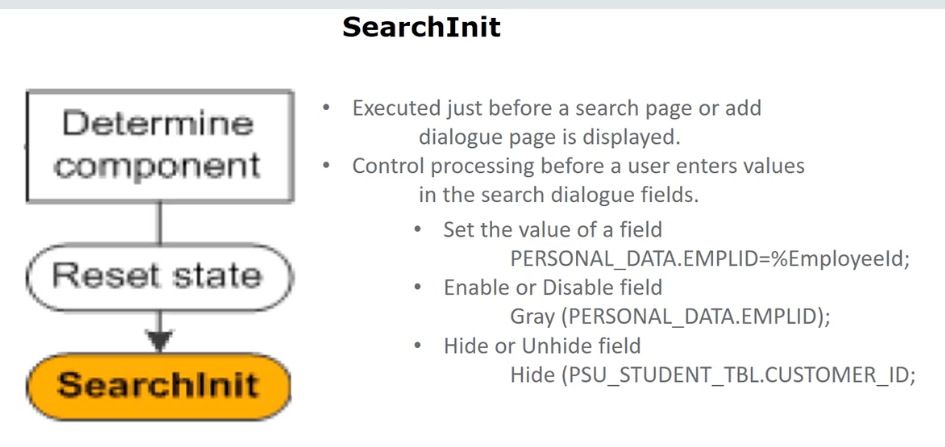 SearchInit
Determine
component
Reset state
SearchInit
• Executed just before a search page or add
dialogue page is displayed.
• Control processing before a user enters values
in the search dialogue fields.
• Set the value of a field
PERSONAL_DATA.EMPLID=%EmployeeId;
• Enable or Disable field
Gray (PERSONAL_DATA.EMPLID);
• Hide or Unhide field
Hide (PSU_STUDENT_TBL.CUSTOMER_ID;